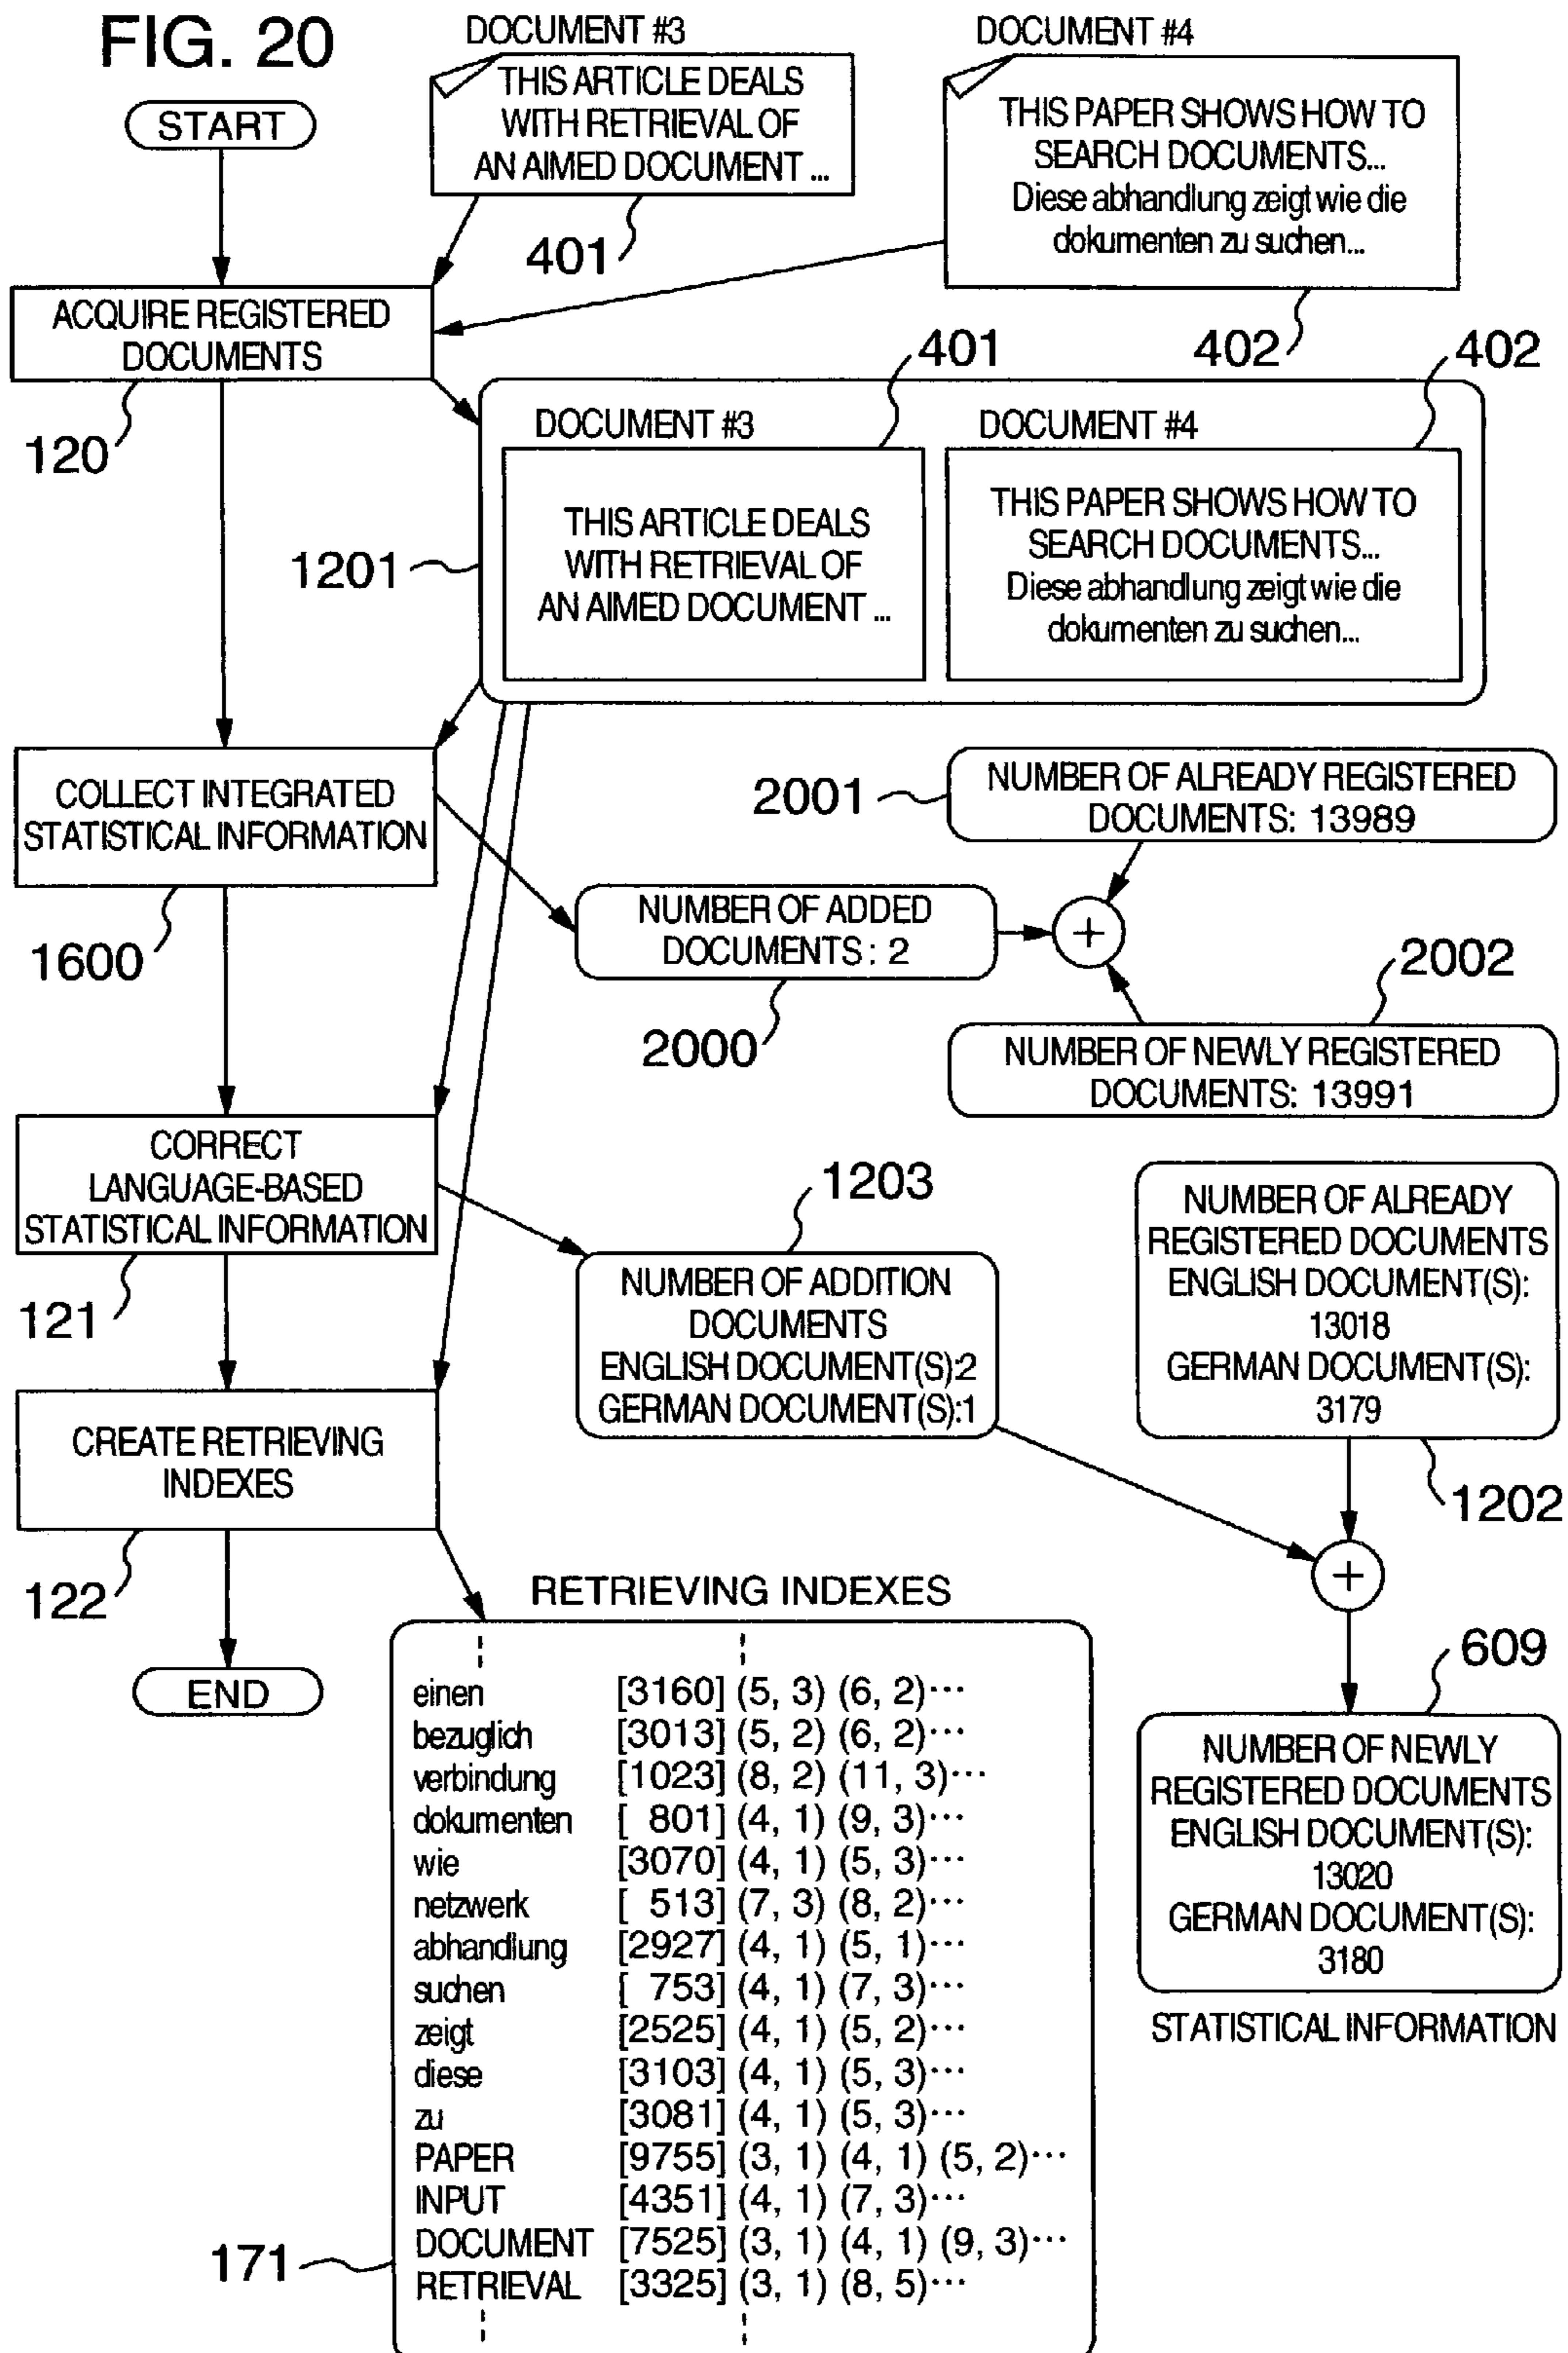 FIG. 20
START
DOCUMENT #3
THIS ARTICLE DEALS
WITH RETRIEVAL OF
AN AIMED DOCUMENT ...
401
DOCUMENT #4
THIS PAPER SHOWS HOW TO
SEARCH DOCUMENTS...
Diese abhandlung zeigt wie die
dokumenten zu suchen...
402
ACQUIRE REGISTERED
DOCUMENTS
120
401
402
DOCUMENT #3
THIS ARTICLE DEALS
WITH RETRIEVAL OF
AN AIMED DOCUMENT ...
DOCUMENT #4
THIS PAPER SHOWS HOW TO
SEARCH DOCUMENTS...
Diese abhandlung zeigt wie die
dokumenten zu suchen...
1201
COLLECT INTEGRATED
STATISTICAL INFORMATION
1600
2001
NUMBER OF ALREADY REGISTERED
DOCUMENTS: 13989
NUMBER OF ADDED
DOCUMENTS : 2
2000
+
2002
NUMBER OF NEWLY REGISTERED
DOCUMENTS: 13991
CORRECT
LANGUAGE-BASED
STATISTICAL INFORMATION
121
1203
NUMBER OF ADDITION
DOCUMENTS
ENGLISH DOCUMENT(S):2
GERMAN DOCUMENT(S):1
NUMBER OF ALREADY
REGISTERED DOCUMENTS
ENGLISH DOCUMENT(S):
13018
GERMAN DOCUMENT(S):
3179
1202
CREATE RETRIEVING
INDEXES
122
END
+
609
NUMBER OF NEWLY
REGISTERED DOCUMENTS
ENGLISH DOCUMENT(S):
13020
GERMAN DOCUMENT(S):
3180
STATISTICAL INFORMATION
RETRIEVING INDEXES
einen [3160] (5, 3) (6, 2)···
bezuglich [3013] (5, 2) (6, 2)···
verbindung [1023] (8, 2) (11, 3)···
dokumenten [ 801] (4, 1) (9, 3)···
wie [3070] (4, 1) (5, 3)···
netzwerk [ 513] (7, 3) (8, 2)···
abhandlung [2927] (4, 1) (5, 1)···
suchen [ 753] (4, 1) (7, 3)···
zeigt [2525] (4, 1) (5, 2)···
diese [3103] (4, 1) (5, 3)···
zu [3081] (4, 1) (5, 3)···
PAPER [9755] (3, 1) (4, 1) (5, 2)···
INPUT [4351] (4, 1) (7, 3)···
DOCUMENT [7525] (3, 1) (4, 1) (9, 3)···
RETRIEVAL [3325] (3, 1) (8, 5)···
171